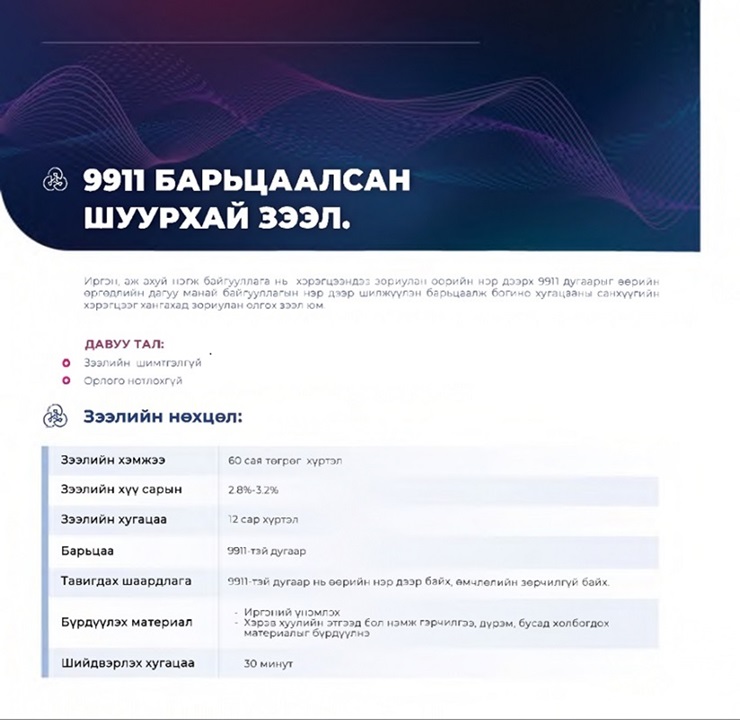 9911 БАРЬЦААЛСАН
ШУУРХАЙ ЗЭЭЛ.
Иргэн, аж ахуй нэгж байгууллага нь хэрэгцээндээ зориулан өөрийн нэр дээрх 9911 дугаарыг өөрийн
өргөдлийн дагуу манай байгууллагын нэр дээр шилжүүлэн барьцаалж богино хугацааны санхүүгийн
хэрэгцээг хангахад зориулан олгох зээл юм
ДАВУУ ТАЛ:
Зээлийн шимтгэлгүй
Орлого нотлохгүй
Зээлийн нөхцөл:
Зээлийн хэмжээ 60 сая төгрөг хүртэл
Зээлийн хүү сарын 2.8%-3.2%
Зээлийн хугацаа 12 сар хүртэл
Барьцаа 9911-тэй дугаар
Тавигдах шаардлага 9911-тэй дугаар нь өөрийн нэр дээр байх, өмчлөлийн зөрчилгүй байх.
Бүрдүүлэх материал - Иргэний үнэмлэх
- Хэрэв хуулийн этгээд бол нэмж гэрчилгээ, дүрэм, бусад холбогдох
материалыг бүрдүүлнэ
Шийдвэрлэх хугацаа 30 минут